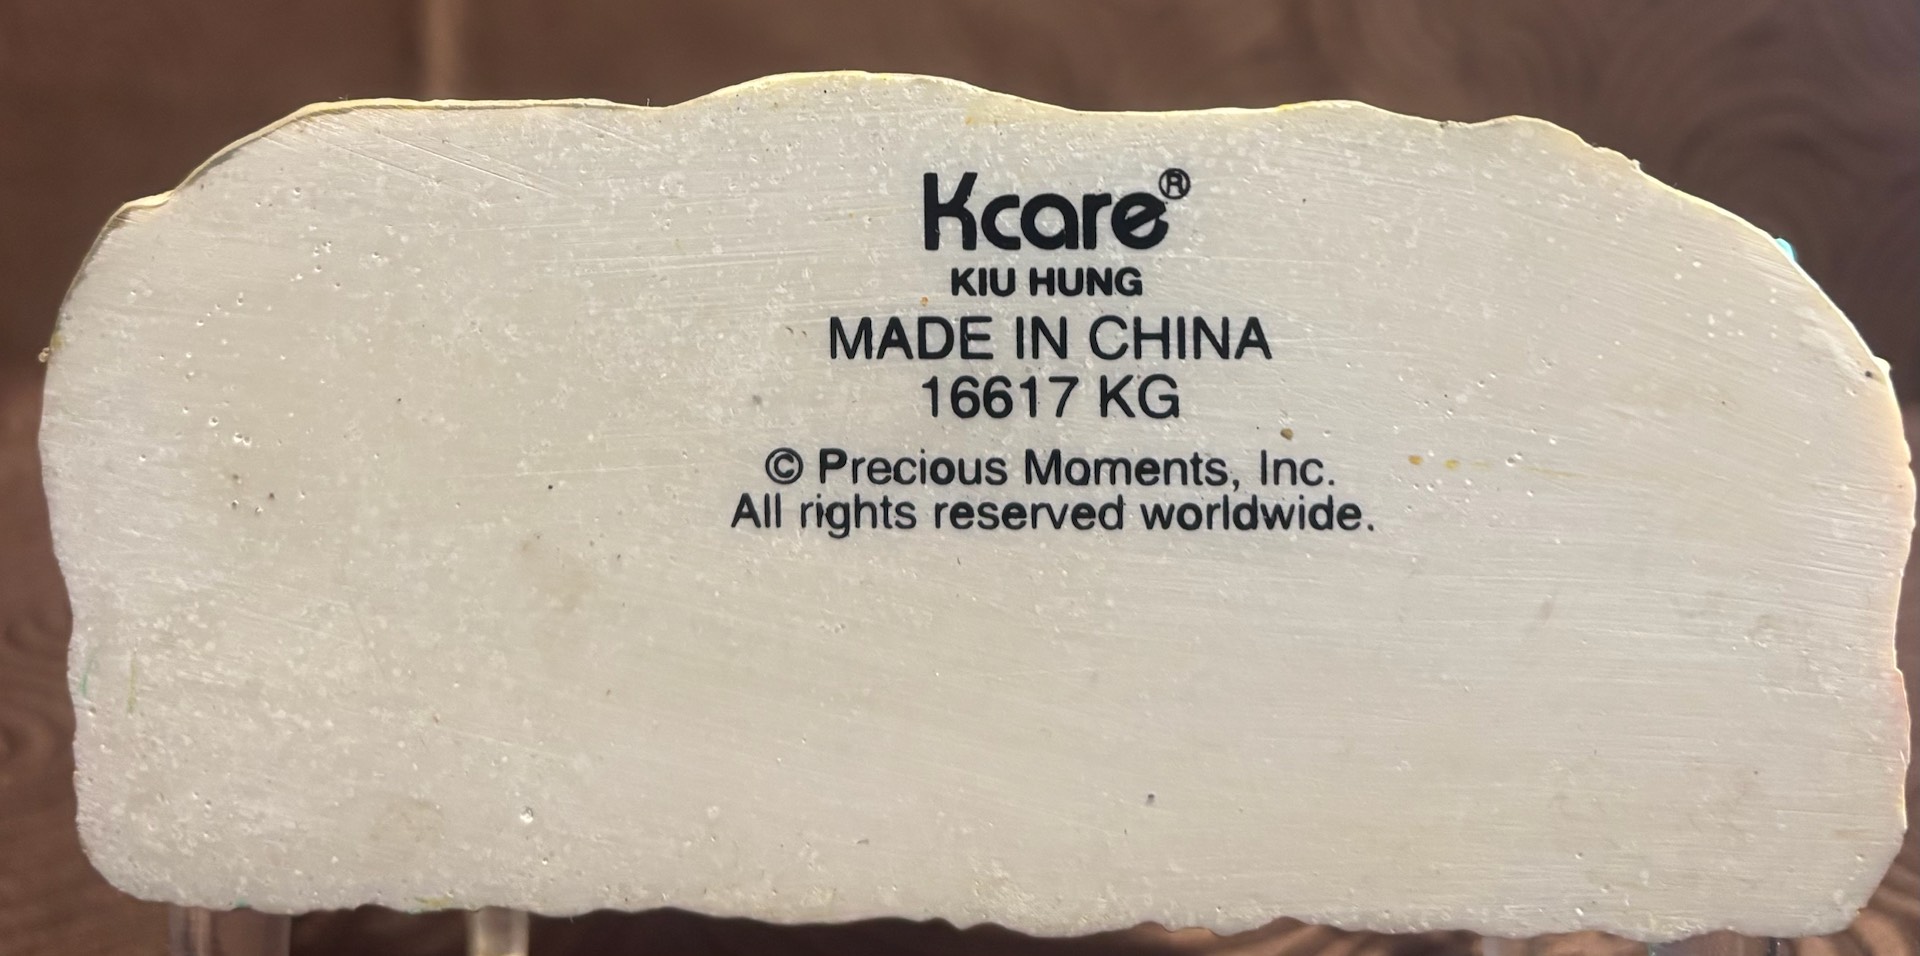 Kcare®
KIU HUNG
MADE IN CHINA
16617 KG
© Precious Moments, Inc.
All rights reserved worldwide.